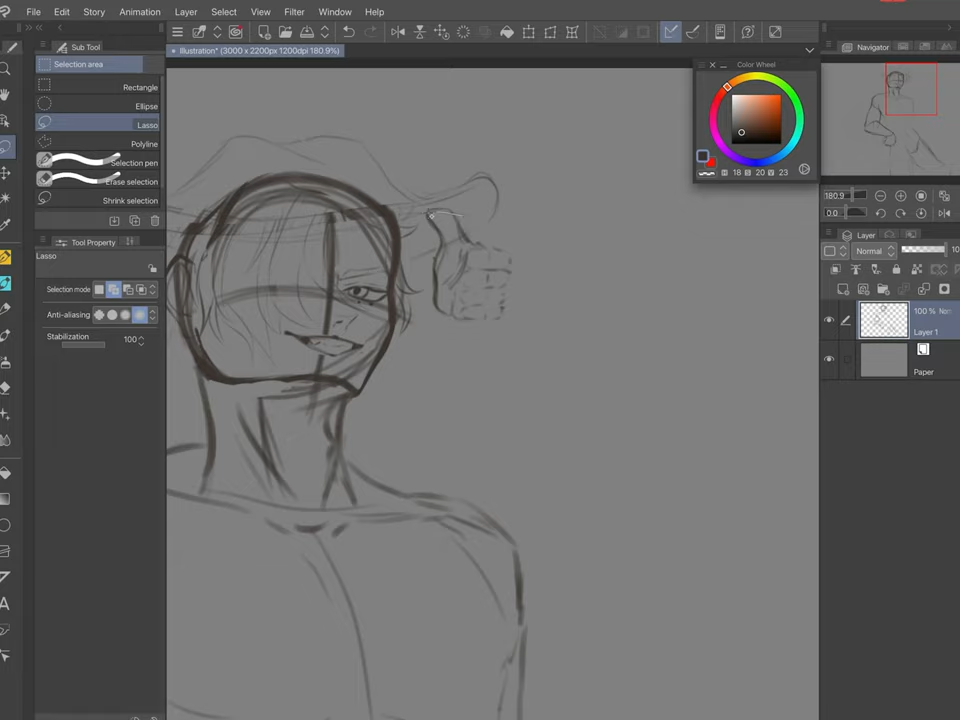 File Edit Story Animation Layer Select View Filter Window Help
Sub Tool
Illustration* (3000 x 2200px 1200dpi 180.9%)
Navigator
Color Wheel
Selection area
Rectangle
Ellipse
Lasso
Polyline
Selection pen
Erase selection
Shrink selection
18 S 20 V 23
180.9
0.0
Tool Property
Layer
Lasso
Normal
10
Selection mode
Anti-aliasing
Stabilization 100
100 % Nor
Layer 1
Paper